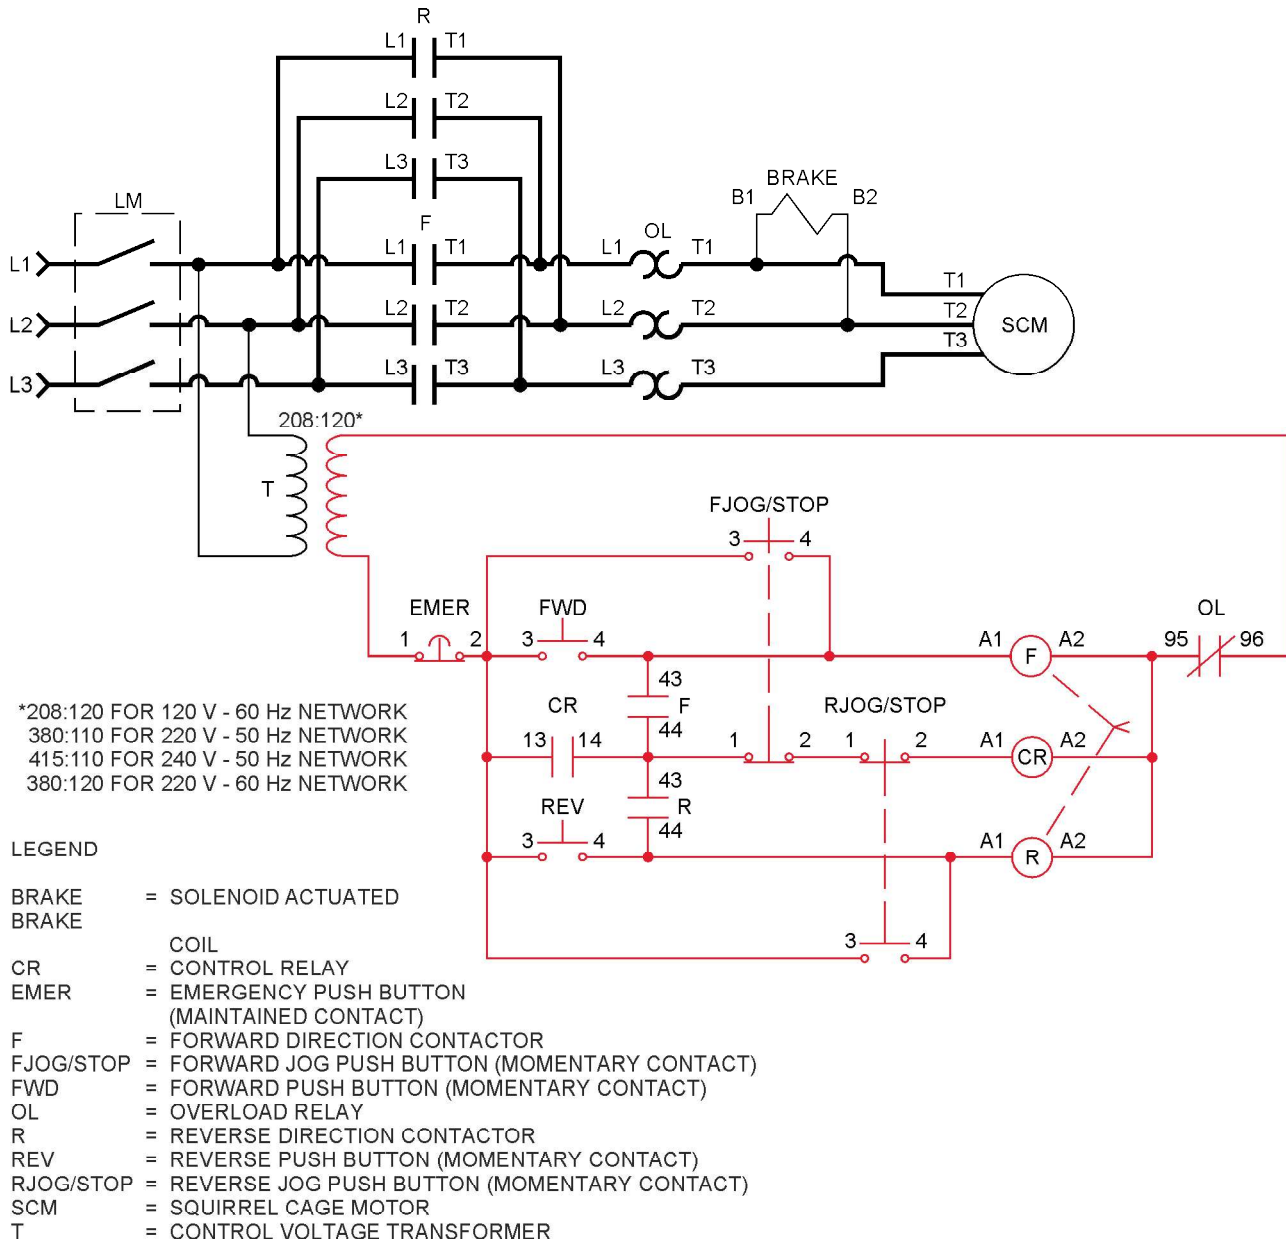 R
L1 T1
L2 T2
L3 T3
LM
F
BRAKE
B1 B2
OL
L1 L1 T1 L1 T1
T1
L2 L2 T2 L2 T2
T2
SCM
T3
L3 L3 T3 L3 T3
208:120*
T
FJOG/STOP
3 4
EMER FWD OL
1 2 3 4 A1 F A2 95 96
43
*208:120 FOR 120 V - 60 Hz NETWORK
CR F RJOG/STOP
44
380:110 FOR 220 V - 50 Hz NETWORK
13 14 1 2 1 2 A1 CR A2
415:110 FOR 240 V - 50 Hz NETWORK
43
380:120 FOR 220 V - 60 Hz NETWORK
REV R
44
3 4 A1 R A2
3 4
LEGEND
BRAKE = SOLENOID ACTUATED
BRAKE
COIL
CR = CONTROL RELAY
EMER = EMERGENCY PUSH BUTTON
(MAINTAINED CONTACT)
F = FORWARD DIRECTION CONTACTOR
FJOG/STOP = FORWARD JOG PUSH BUTTON (MOMENTARY CONTACT)
FWD = FORWARD PUSH BUTTON (MOMENTARY CONTACT)
OL = OVERLOAD RELAY
R = REVERSE DIRECTION CONTACTOR
REV = REVERSE PUSH BUTTON (MOMENTARY CONTACT)
RJOG/STOP = REVERSE JOG PUSH BUTTON (MOMENTARY CONTACT)
SCM = SQUIRREL CAGE MOTOR
T = CONTROL VOLTAGE TRANSFORMER